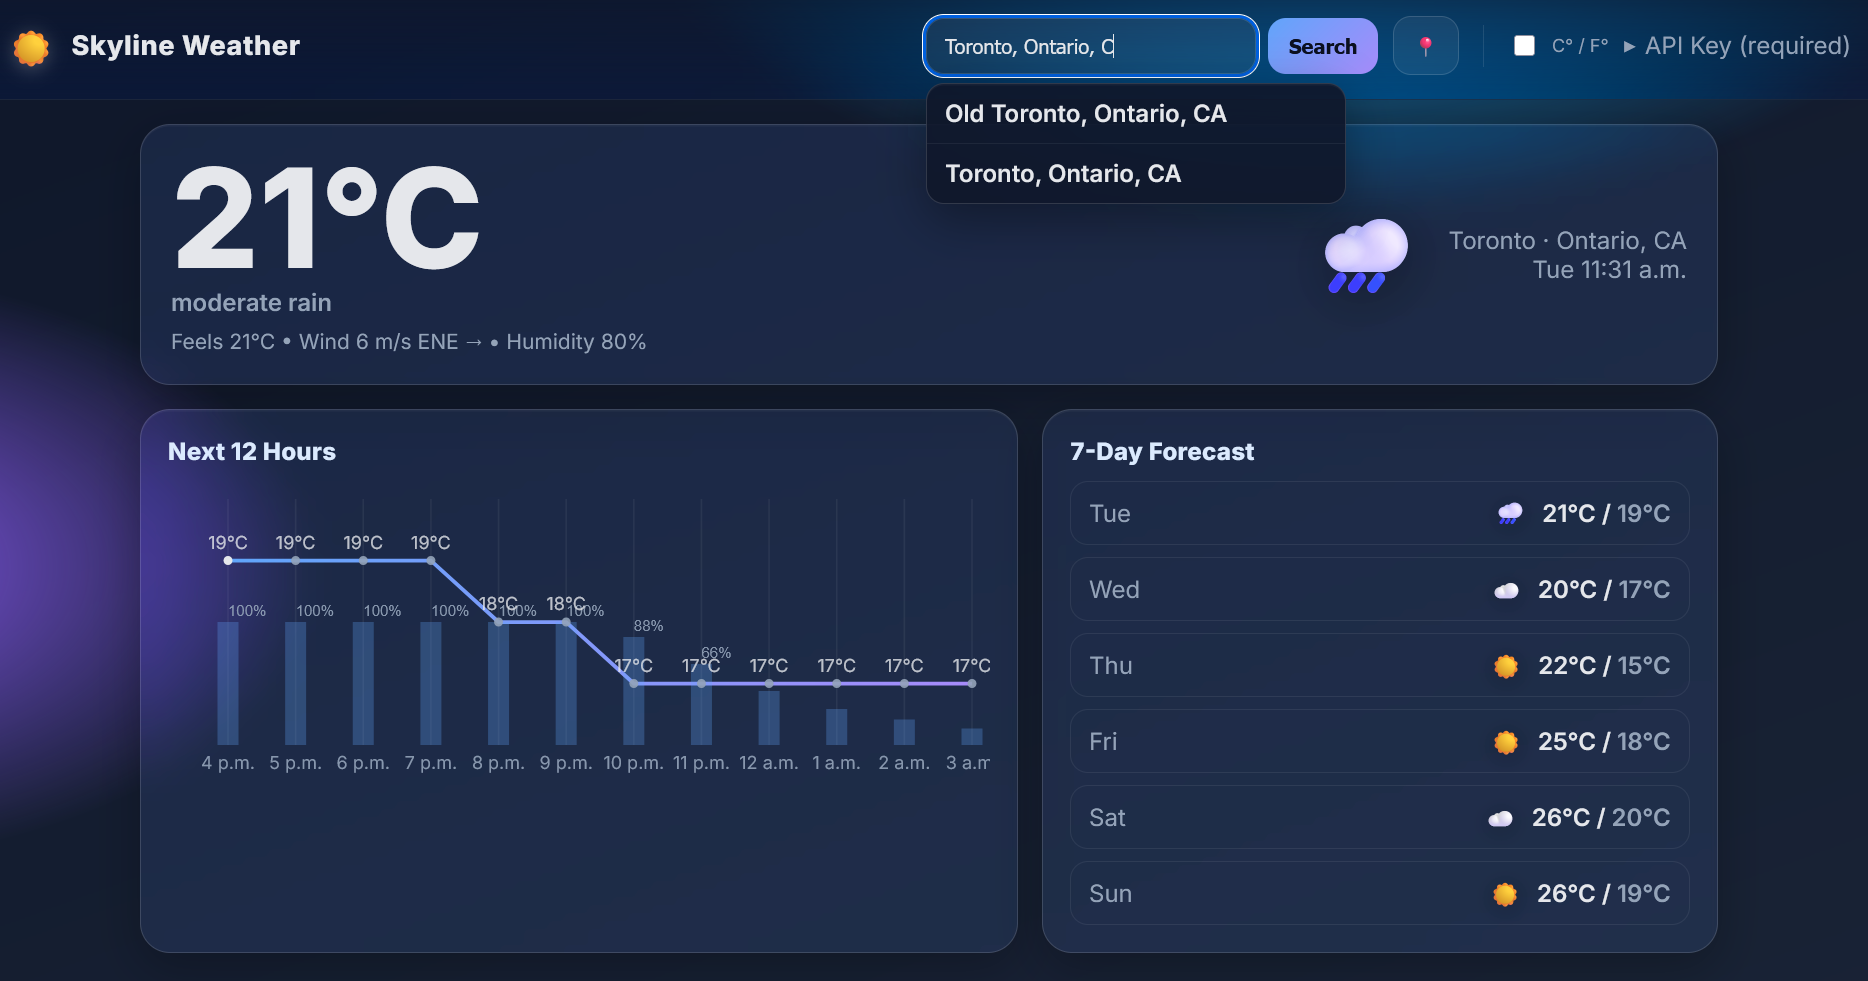 Skyline Weather
Toronto, Ontario, C
Search
C° / F°
▸ API Key (required)
Old Toronto, Ontario, CA
Toronto, Ontario, CA
21°C
moderate rain
Feels 21°C • Wind 6 m/s ENE → • Humidity 80%
Toronto · Ontario, CA
Tue 11:31 a.m.
Next 12 Hours
19°C 19°C 19°C 19°C
18°C 18°C
100% 100% 100% 100% 100% 100%
88%
66%
17°C 17°C 17°C 17°C 17°C 17°C
4 p.m. 5 p.m. 6 p.m. 7 p.m. 8 p.m. 9 p.m. 10 p.m. 11 p.m. 12 a.m. 1 a.m. 2 a.m. 3 a.m
7-Day Forecast
Tue 21°C / 19°C
Wed 20°C / 17°C
Thu 22°C / 15°C
Fri 25°C / 18°C
Sat 26°C / 20°C
Sun 26°C / 19°C